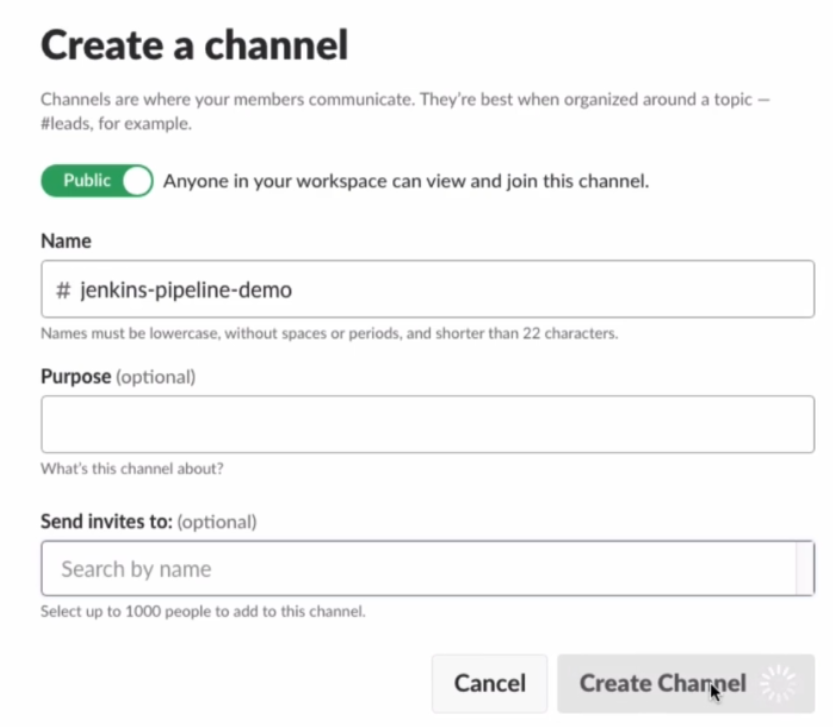 Create a channel
Channels are where your members communicate. They're best when organized around a topic —
#leads, for example.
Public Anyone in your workspace can view and join this channel.
Name
# jenkins-pipeline-demo
Names must be lowercase, without spaces or periods, and shorter than 22 characters.
Purpose (optional)
What's this channel about?
Send invites to: (optional)
Search by name
Select up to 1000 people to add to this channel.
Cancel Create Channel